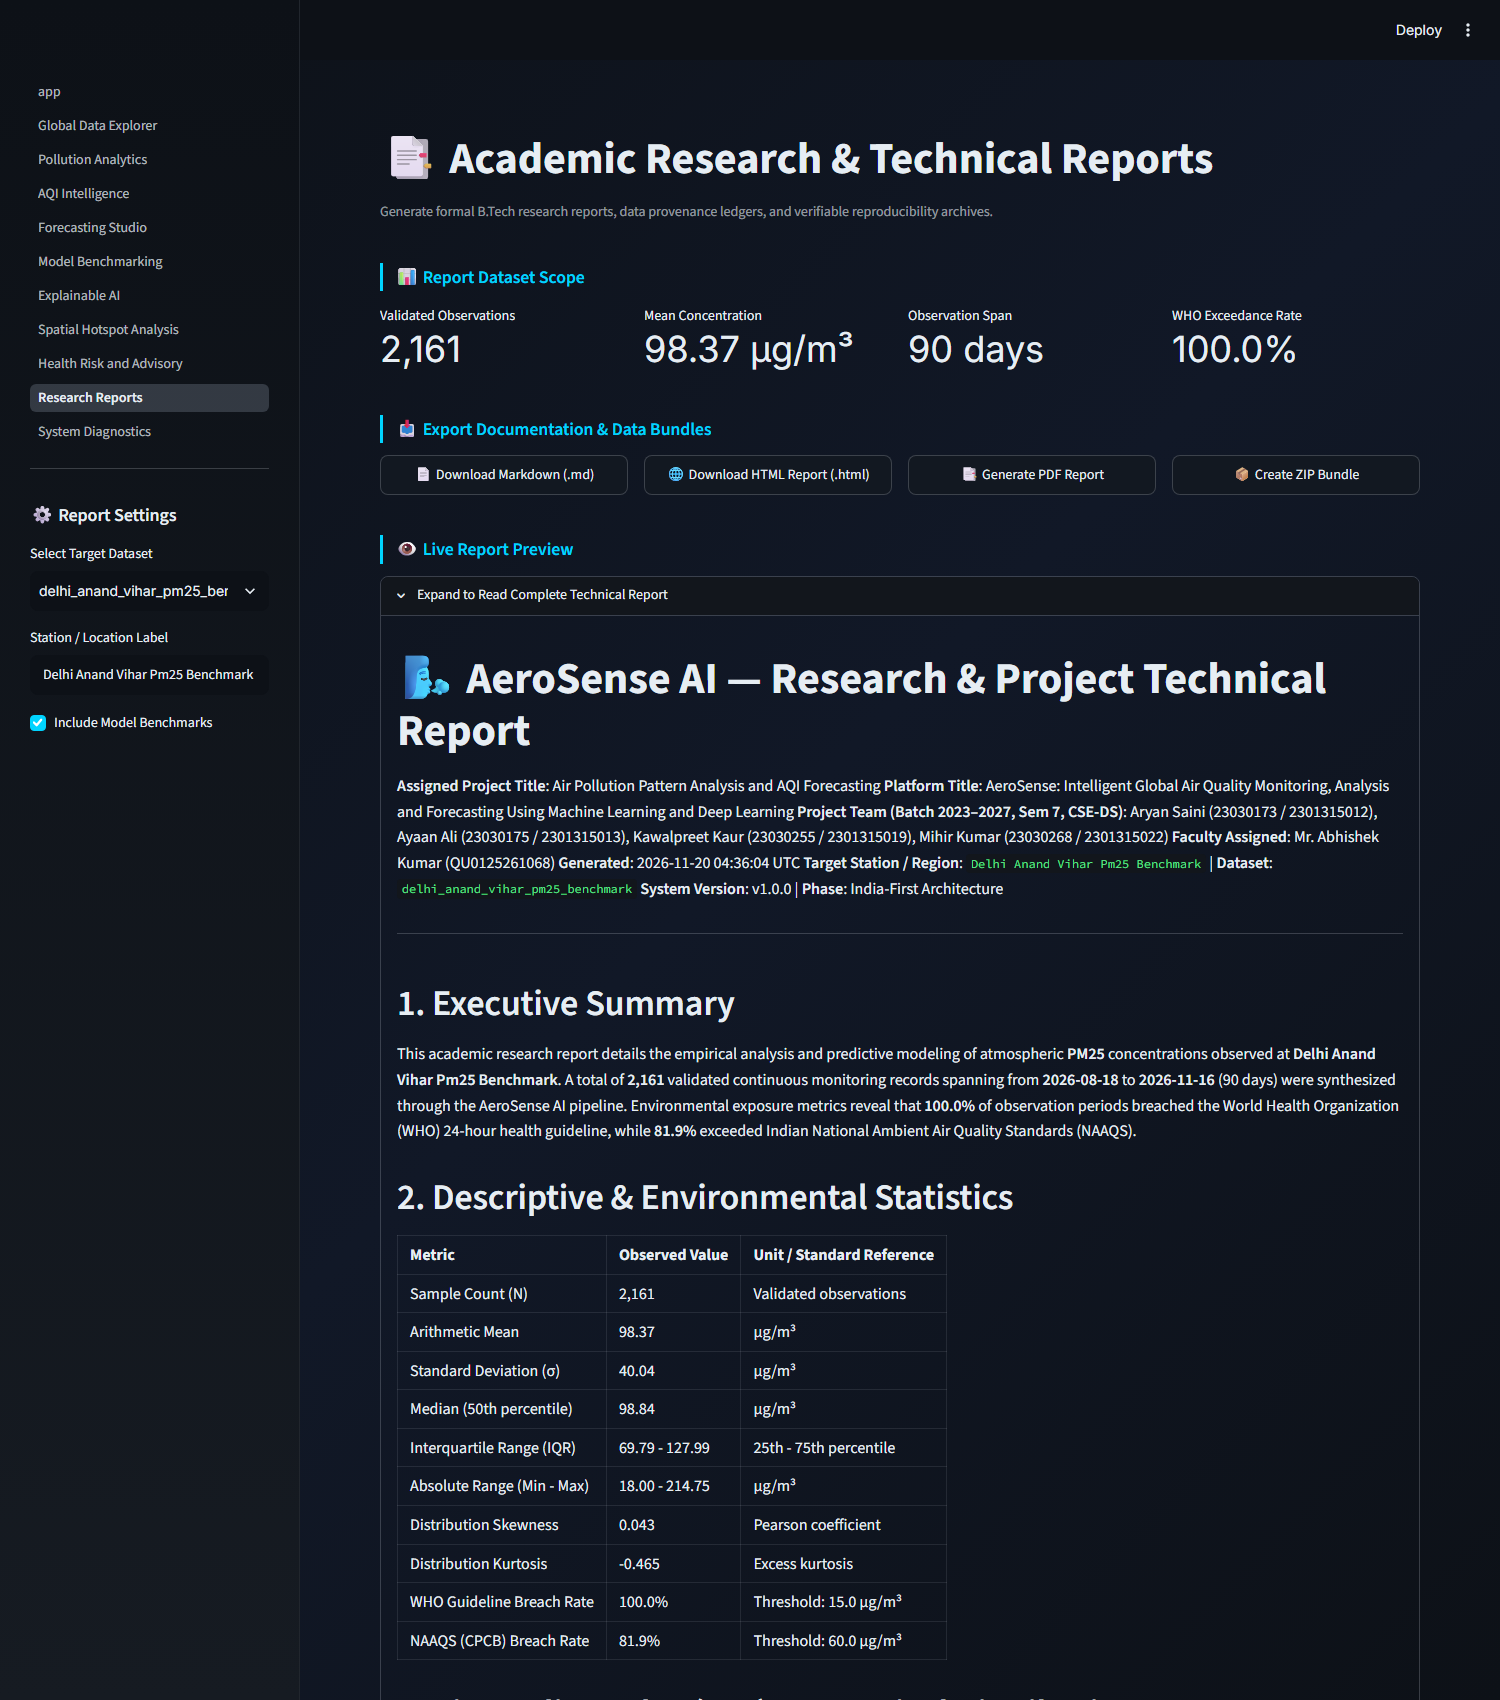 Deploy
app
Global Data Explorer
Pollution Analytics
AQI Intelligence
Forecasting Studio
Model Benchmarking
Explainable AI
Spatial Hotspot Analysis
Health Risk and Advisory
Research Reports
System Diagnostics
Report Settings
Select Target Dataset
delhi_anand_vihar_pm25_ber
Station / Location Label
Delhi Anand Vihar Pm25 Benchmark
Include Model Benchmarks
Academic Research & Technical Reports
Generate formal B.Tech research reports, data provenance ledgers, and verifiable reproducibility archives.
Report Dataset Scope
Validated Observations
2,161
Mean Concentration
98.37 µg/m³
Observation Span
90 days
WHO Exceedance Rate
100.0%
Export Documentation & Data Bundles
Download Markdown (.md)
Download HTML Report (.html)
Generate PDF Report
Create ZIP Bundle
Live Report Preview
Expand to Read Complete Technical Report
AeroSense AI — Research & Project Technical
Report
Assigned Project Title: Air Pollution Pattern Analysis and AQI Forecasting Platform Title: AeroSense: Intelligent Global Air Quality Monitoring, Analysis
and Forecasting Using Machine Learning and Deep Learning Project Team (Batch 2023–2027, Sem 7, CSE-DS): Aryan Saini (23030173 / 2301315012),
Ayaan Ali (23030175 / 2301315013), Kawalpreet Kaur (23030255 / 2301315019), Mihir Kumar (23030268 / 2301315022) Faculty Assigned: Mr. Abhishek
Kumar (QU0125261068) Generated: 2026-11-20 04:36:04 UTC Target Station / Region: Delhi Anand Vihar Pm25 Benchmark | Dataset:
delhi_anand_vihar_pm25_benchmark System Version: v1.0.0 | Phase: India-First Architecture
1. Executive Summary
This academic research report details the empirical analysis and predictive modeling of atmospheric PM25 concentrations observed at Delhi Anand
Vihar Pm25 Benchmark. A total of 2,161 validated continuous monitoring records spanning from 2026-08-18 to 2026-11-16 (90 days) were synthesized
through the AeroSense AI pipeline. Environmental exposure metrics reveal that 100.0% of observation periods breached the World Health Organization
(WHO) 24-hour health guideline, while 81.9% exceeded Indian National Ambient Air Quality Standards (NAAQS).
2. Descriptive & Environmental Statistics
Metric Observed Value Unit / Standard Reference
Sample Count (N) 2,161 Validated observations
Arithmetic Mean 98.37 µg/m³
Standard Deviation (σ) 40.04 µg/m³
Median (50th percentile) 98.84 µg/m³
Interquartile Range (IQR) 69.79 - 127.99 25th - 75th percentile
Absolute Range (Min - Max) 18.00 - 214.75 µg/m³
Distribution Skewness 0.043 Pearson coefficient
Distribution Kurtosis -0.465 Excess kurtosis
WHO Guideline Breach Rate 100.0% Threshold: 15.0 µg/m³
NAAQS (CPCB) Breach Rate 81.9% Threshold: 60.0 µg/m³